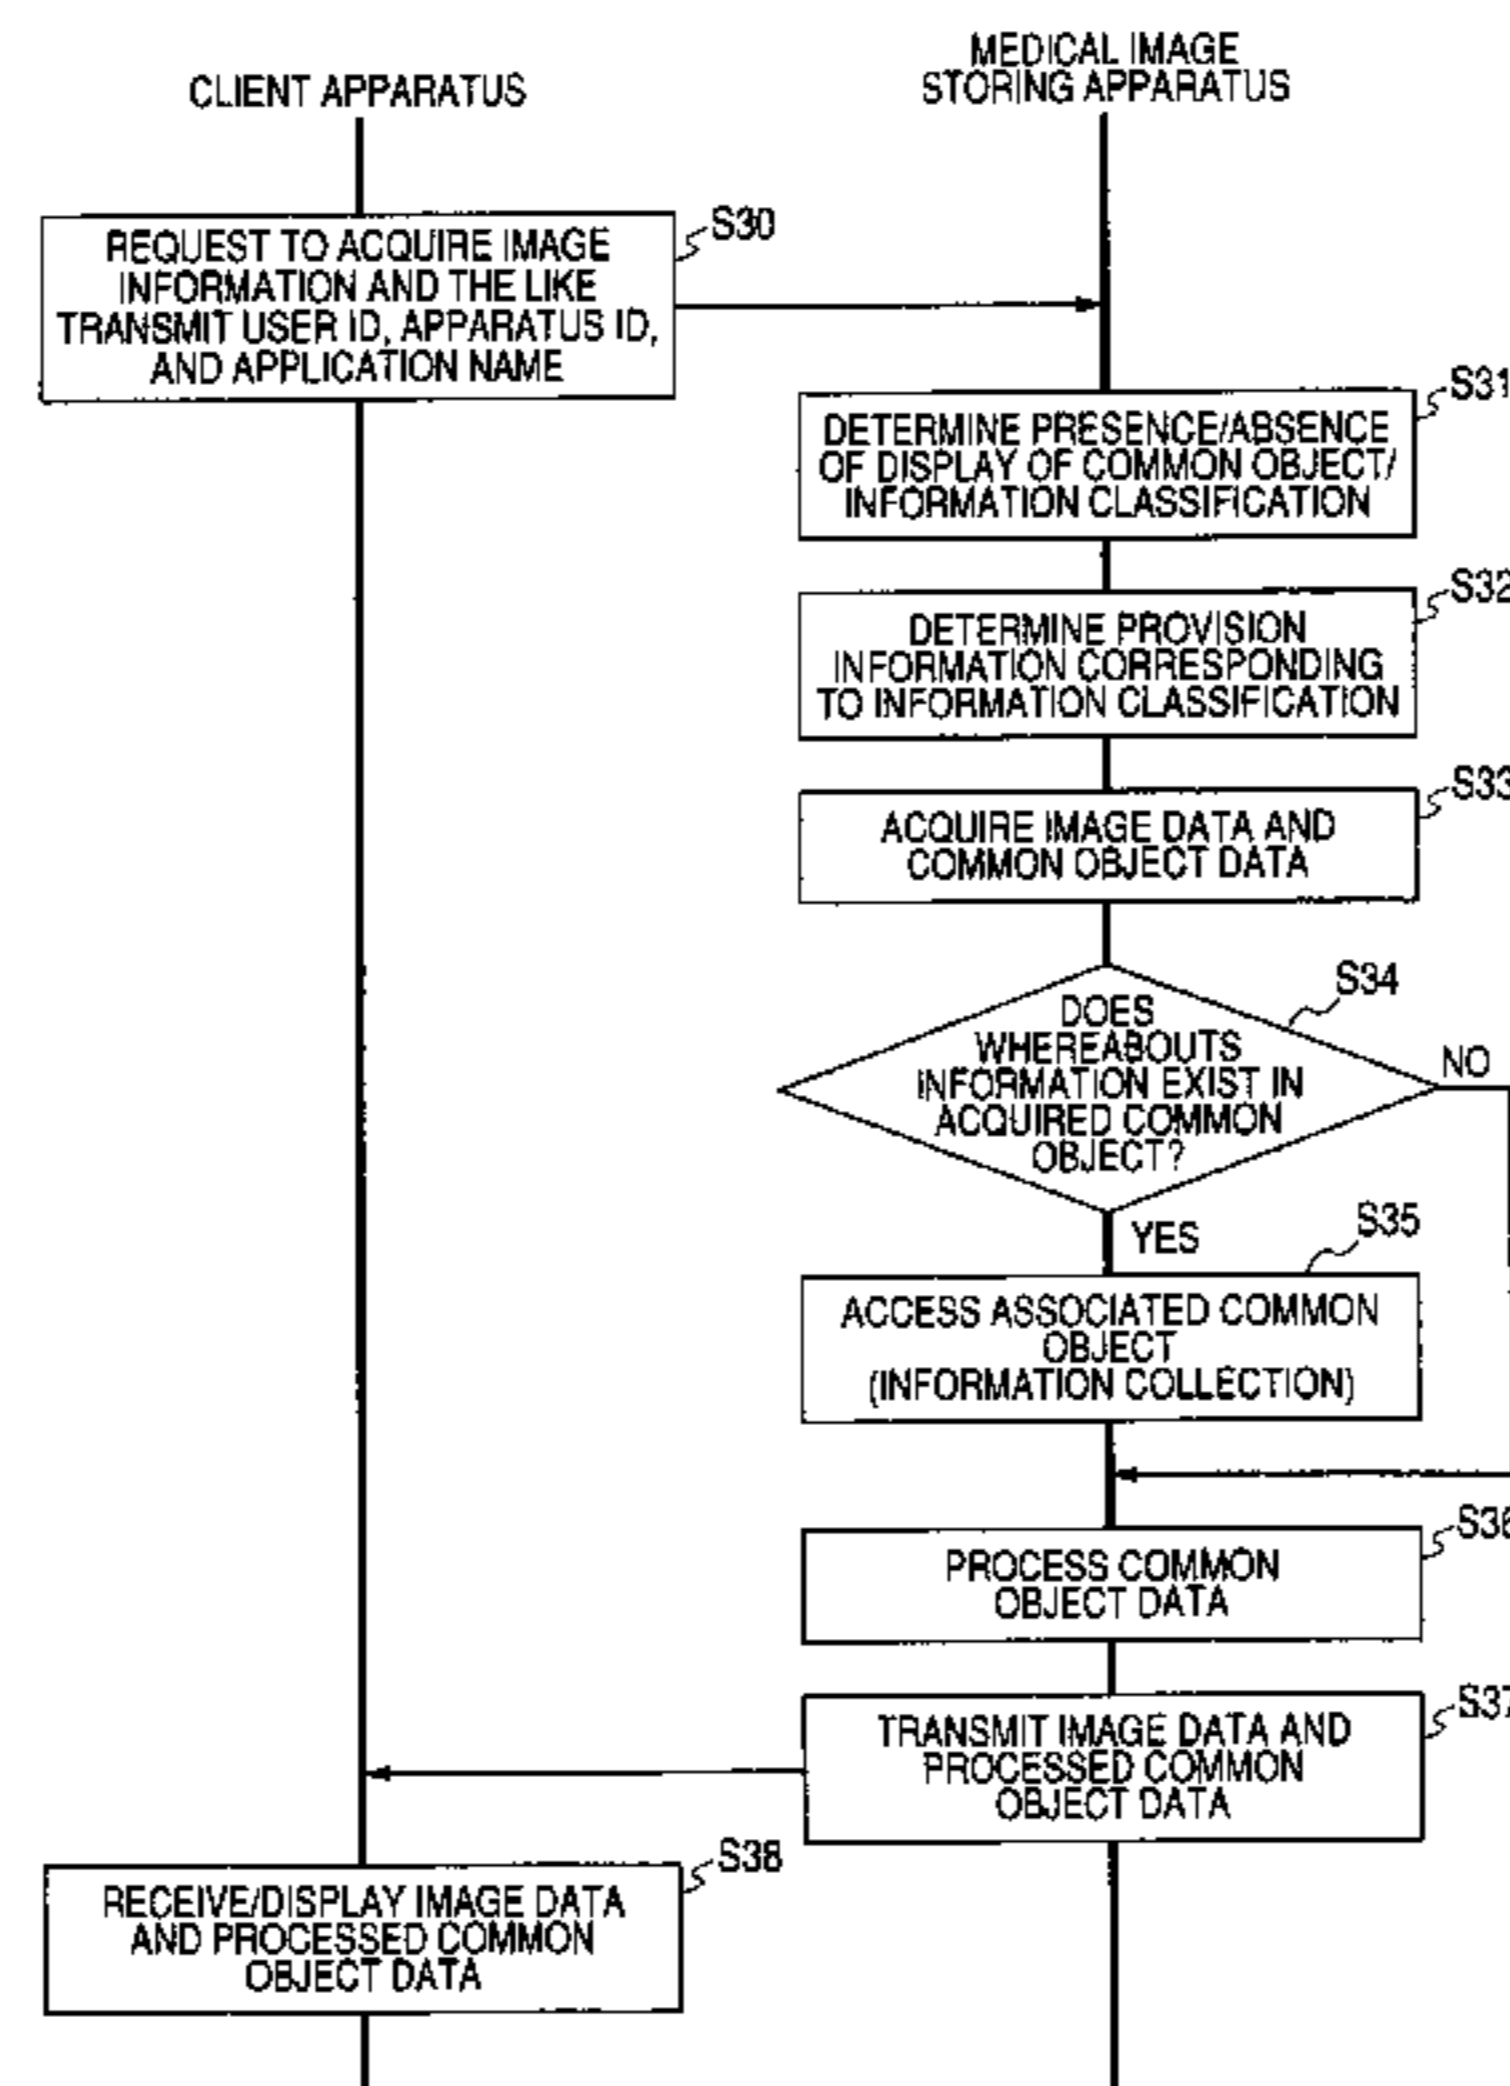 CLIENT APPARATUS
MEDICAL IMAGE
STORING APPARATUS
S30
REQUEST TO ACQUIRE IMAGE
INFORMATION AND THE LIKE
TRANSMIT USER ID, APPARATUS ID,
AND APPLICATION NAME
S31
DETERMINE PRESENCE/ABSENCE
OF DISPLAY OF COMMON OBJECT/
INFORMATION CLASSIFICATION
S32
DETERMINE PROVISION
INFORMATION CORRESPONDING
TO INFORMATION CLASSIFICATION
S33
ACQUIRE IMAGE DATA AND
COMMON OBJECT DATA
S34
DOES
WHEREABOUTS
INFORMATION EXIST IN
ACQUIRED COMMON
OBJECT?
NO
YES
S35
ACCESS ASSOCIATED COMMON
OBJECT
(INFORMATION COLLECTION)
S36
PROCESS COMMON
OBJECT DATA
S37
TRANSMIT IMAGE DATA AND
PROCESSED COMMON
OBJECT DATA
S38
RECEIVE/DISPLAY IMAGE DATA
AND PROCESSED COMMON
OBJECT DATA